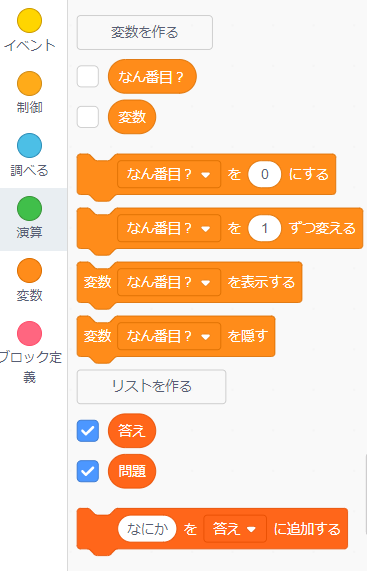 イベント
制御
調べる
演算
変数
ブロック定
義
変数を作る
なん番目？
変数
なん番目？ を 0 にする
なん番目？ を 1 ずつ変える
変数 なん番目？ を表示する
変数 なん番目？ を隠す
リストを作る
答え
問題
なにか を 答え に追加する